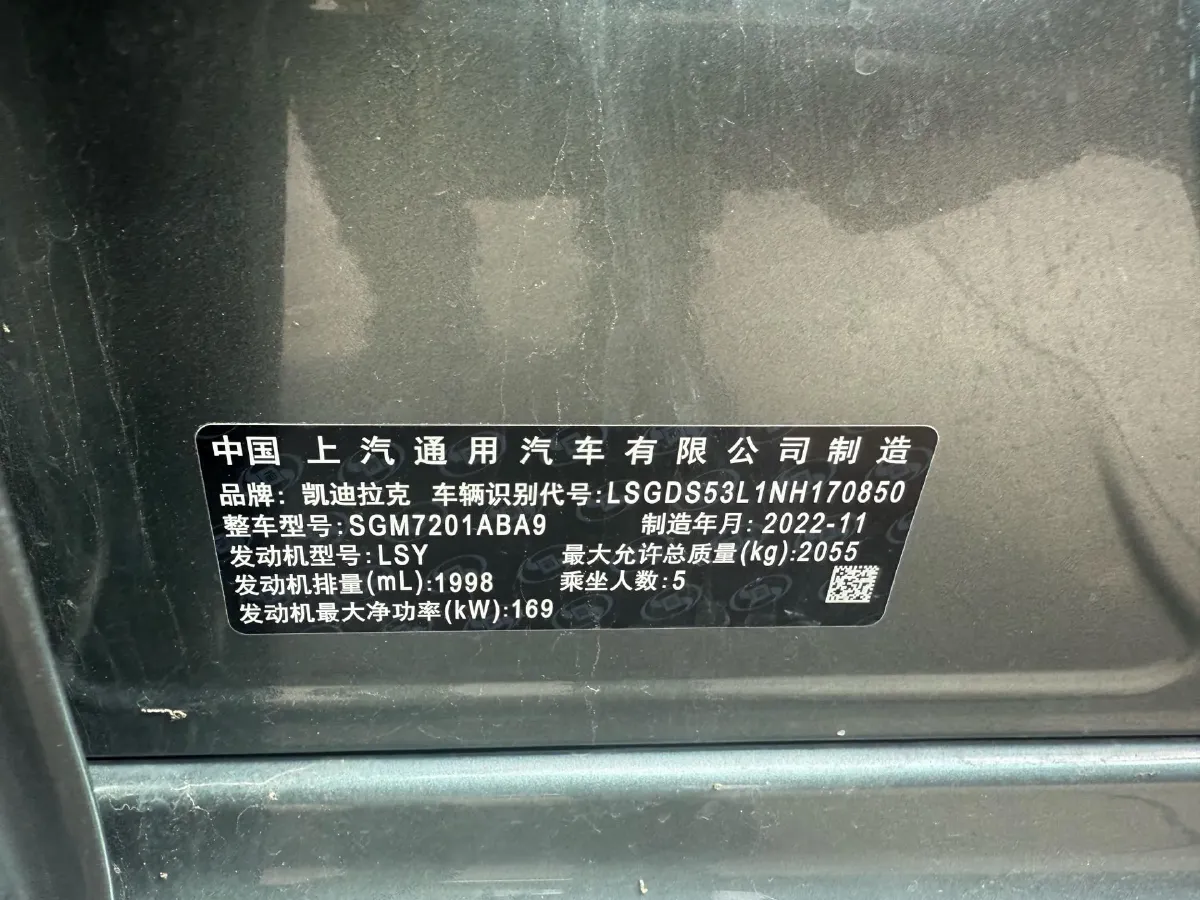 中国 上汽通用汽车有限公司制造
品牌: 凯迪拉克 车辆识别代号:LSGDS53L1NH170850
整车型号:SGM7201ABA9 制造年月: 2022-11
发动机型号:LSY 最大允许总质量(kg):2055
发动机排量(mL):1998 乘坐人数:5
发动机最大净功率(kW):169